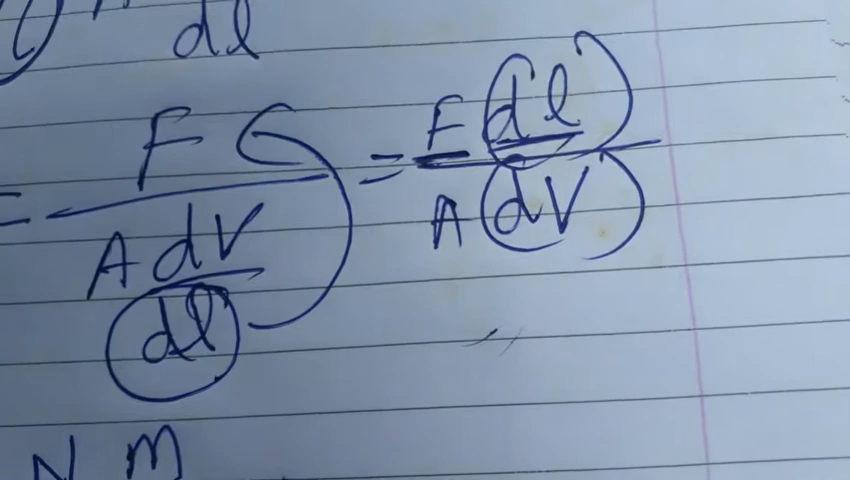 dl
= F = F (dl)
A dV A (dV)
dl
N m